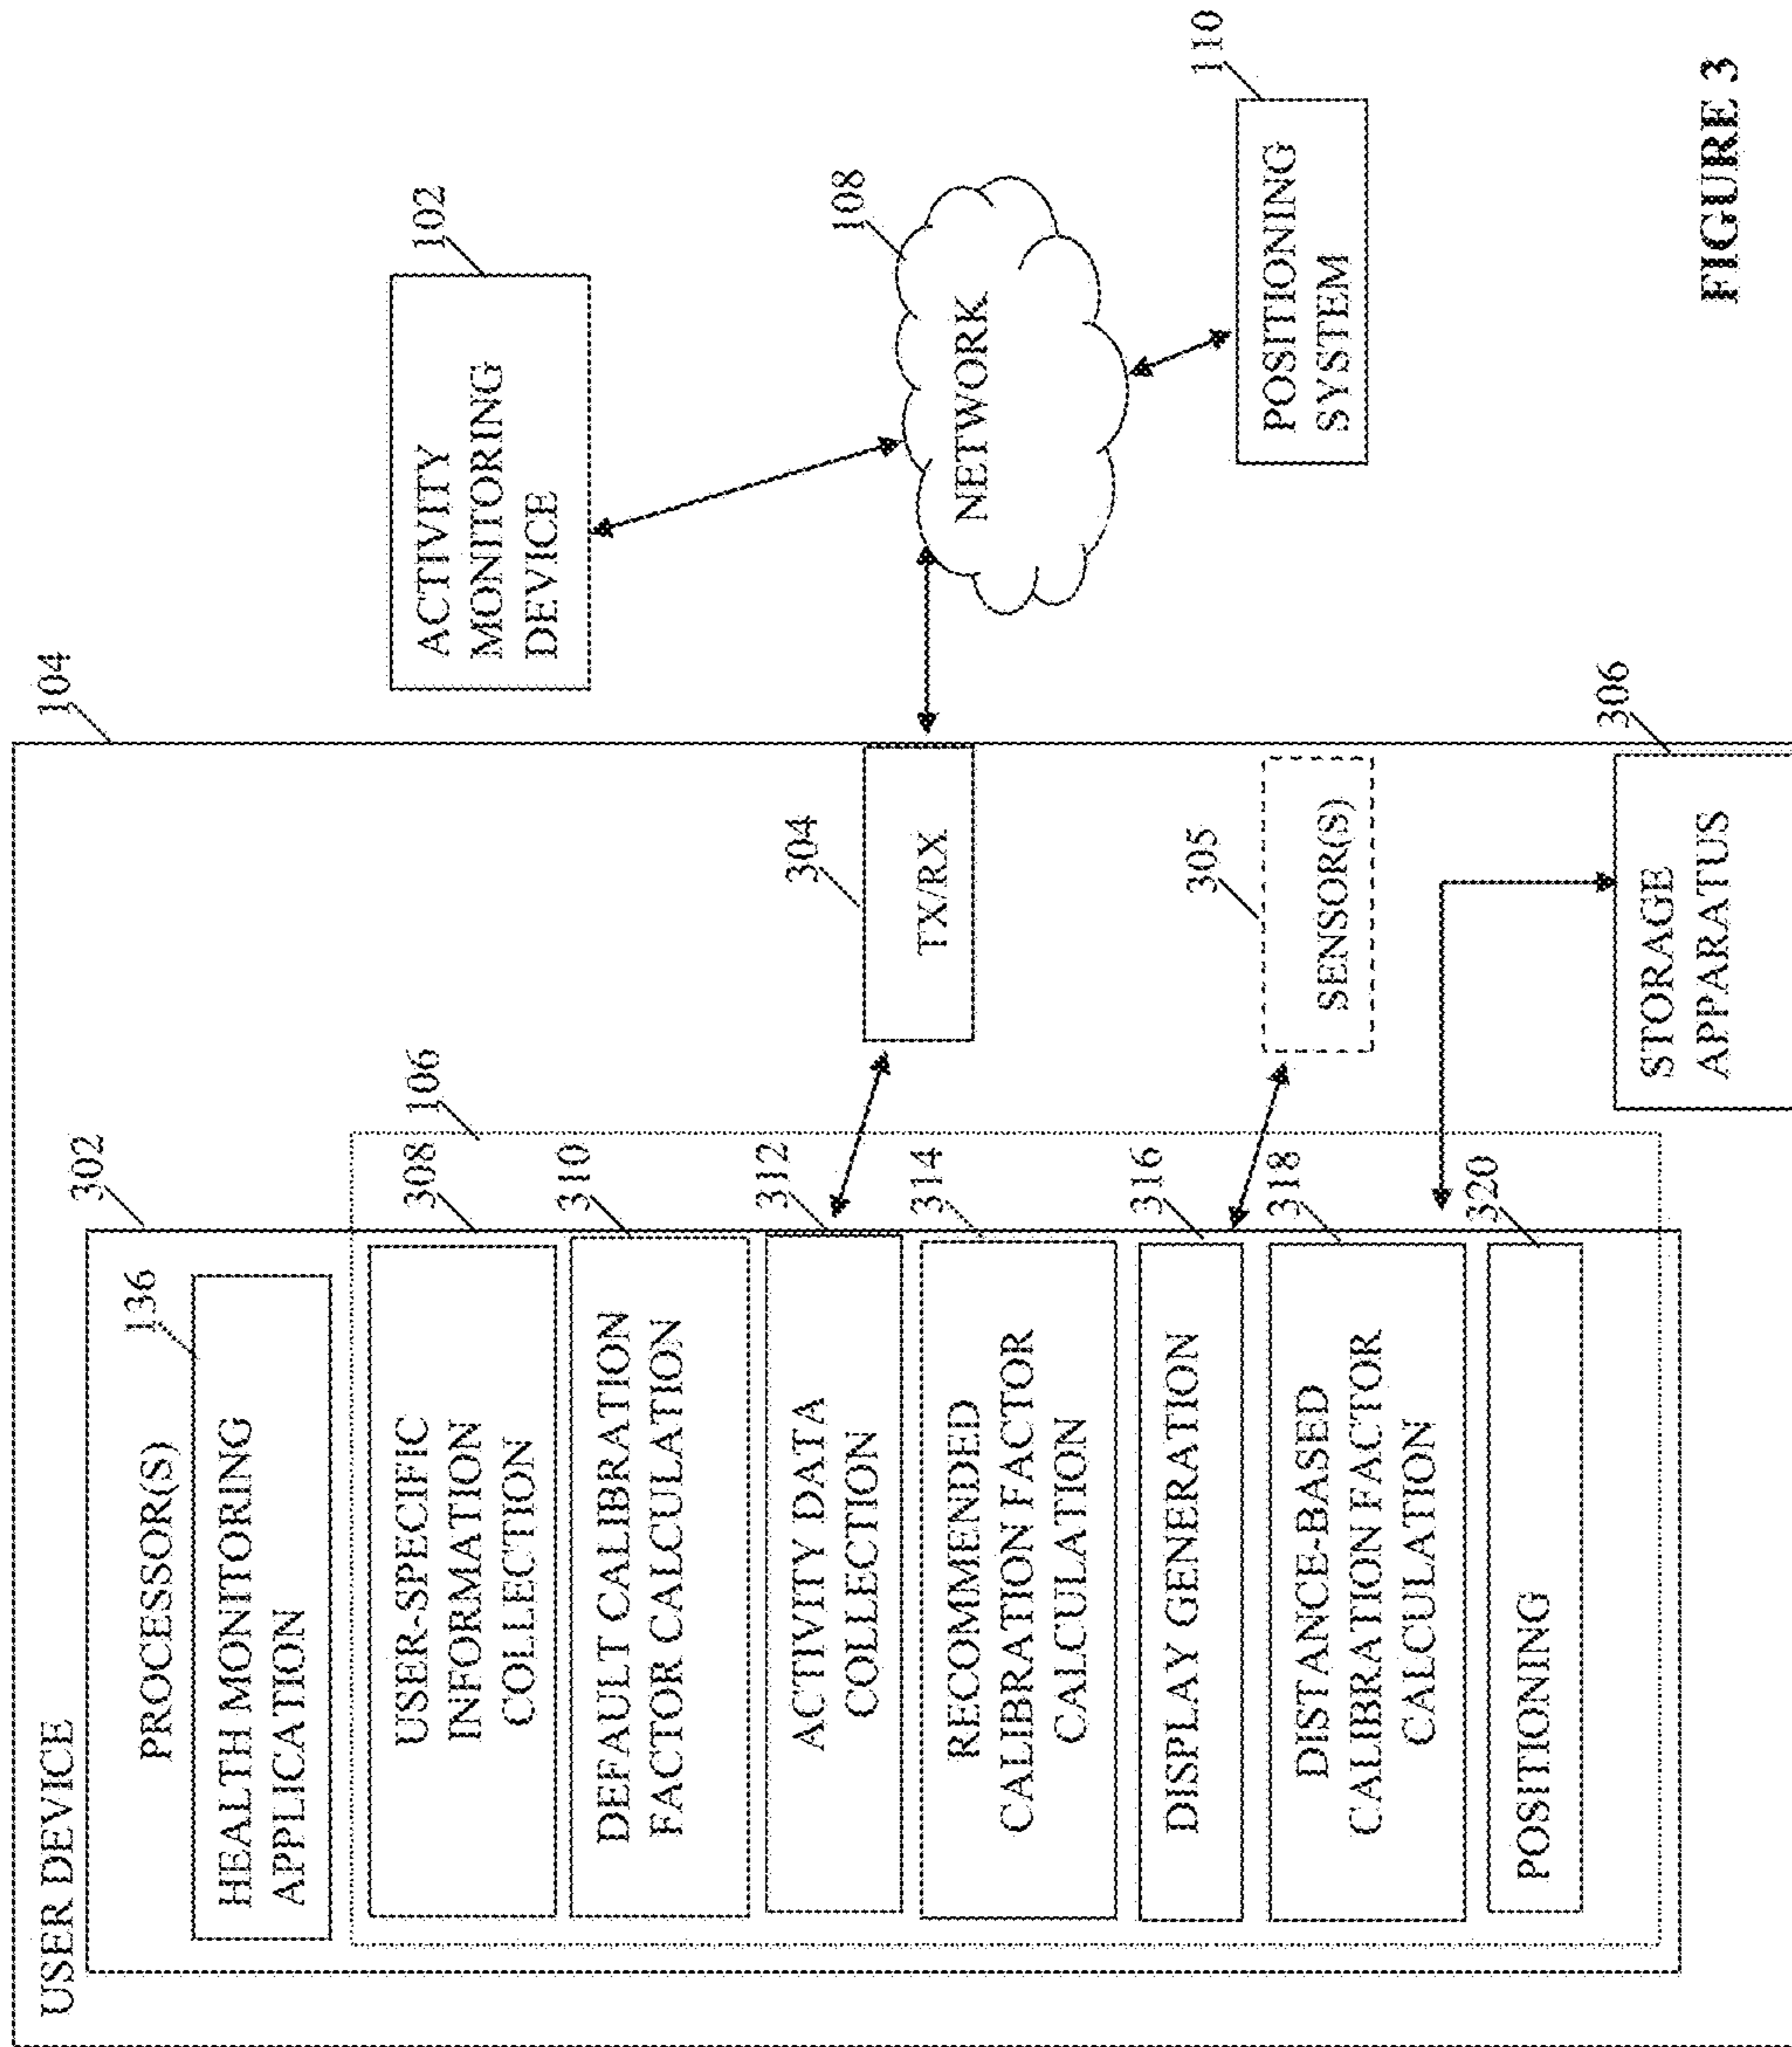 USER DEVICE
104
302
PROCESSOR(S)
136
HEALTH MONITORING
APPLICATION
106
308
USER-SPECIFIC
INFORMATION
COLLECTION
310
DEFAULT CALIBRATION
FACTOR CALCULATION
312
ACTIVITY DATA
COLLECTION
314
RECOMMENDED
CALIBRATION FACTOR
CALCULATION
316
DISPLAY GENERATION
318
DISTANCE-BASED
CALIBRATION FACTOR
CALCULATION
320
POSITIONING
304
TX/RX
305
SENSOR(S)
306
STORAGE
APPARATUS
102
ACTIVITY
MONITORING
DEVICE
108
NETWORK
110
POSITIONING
SYSTEM
FIGURE 3